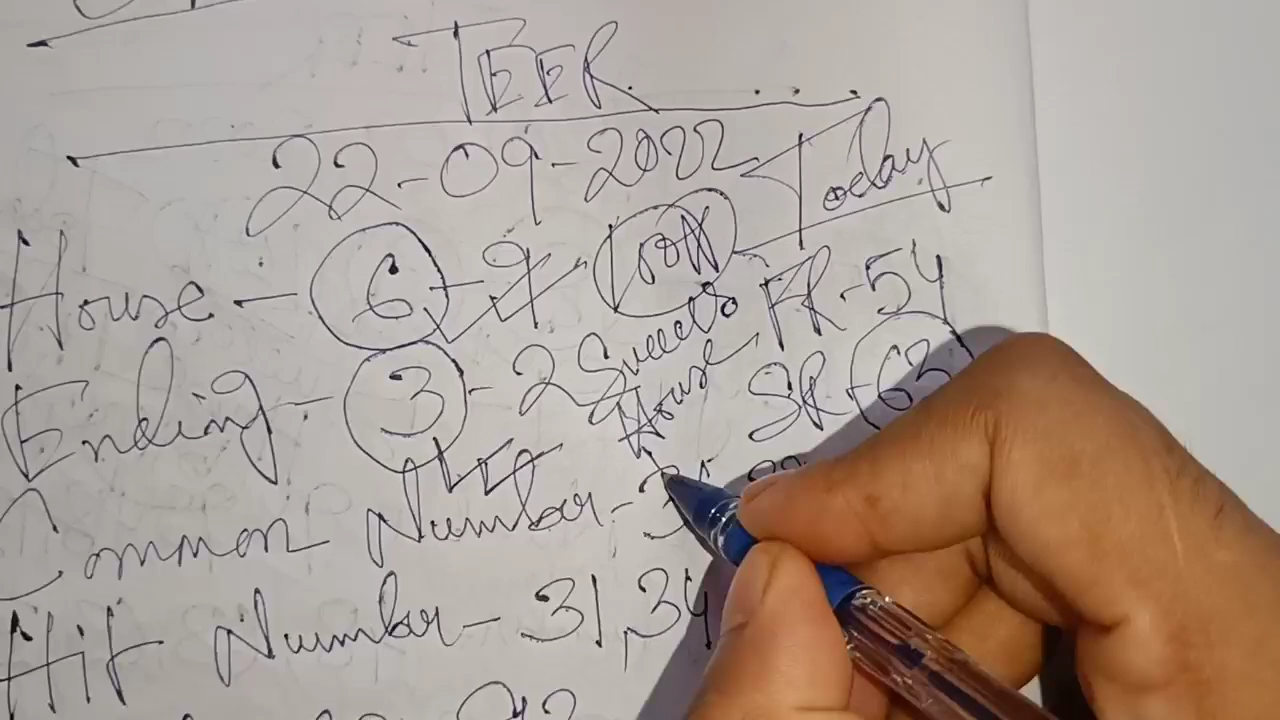 TEER
22-09-2022 Today
House - 6 - 9 100% FR - 54
Ending - 3 - 2 Success House SR - 63
Common Number - 35
Hit Number - 31, 34